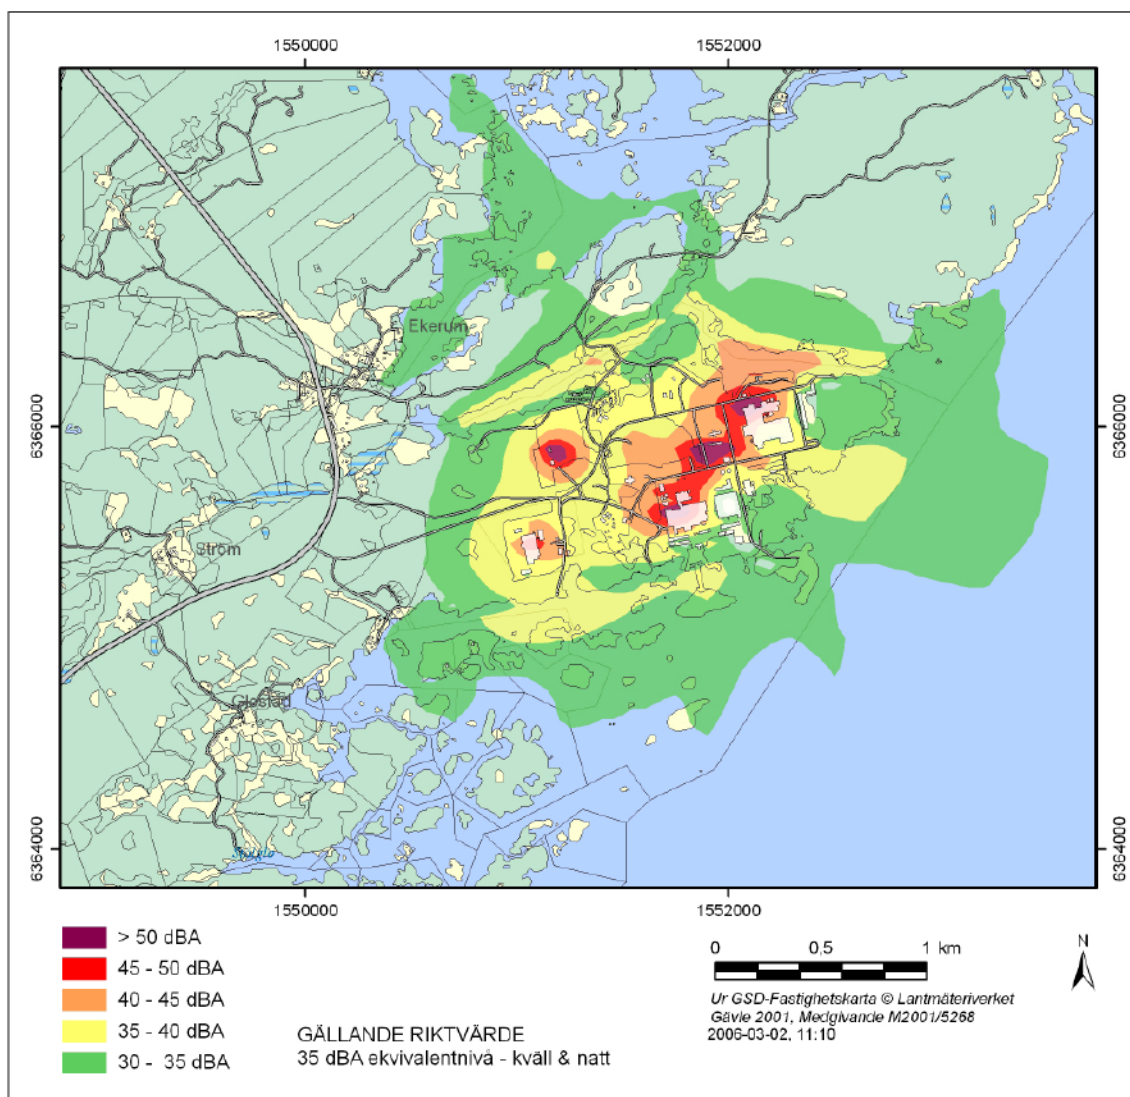 1550000
1552000
6366000
6366000
Ekerum
Ström
Glostad
6364000
6364000
1550000
1552000
> 50 dBA
45 - 50 dBA
40 - 45 dBA
35 - 40 dBA
30 - 35 dBA
GÄLLANDE RIKTVÄRDE
35 dBA ekvivalentnivå - kväll & natt
0 0,5 1 km
N
Ur GSD-Fastighetskarta © Lantmäteriverket
Gävle 2001, Medgivande M2001/5268
2006-03-02, 11:10